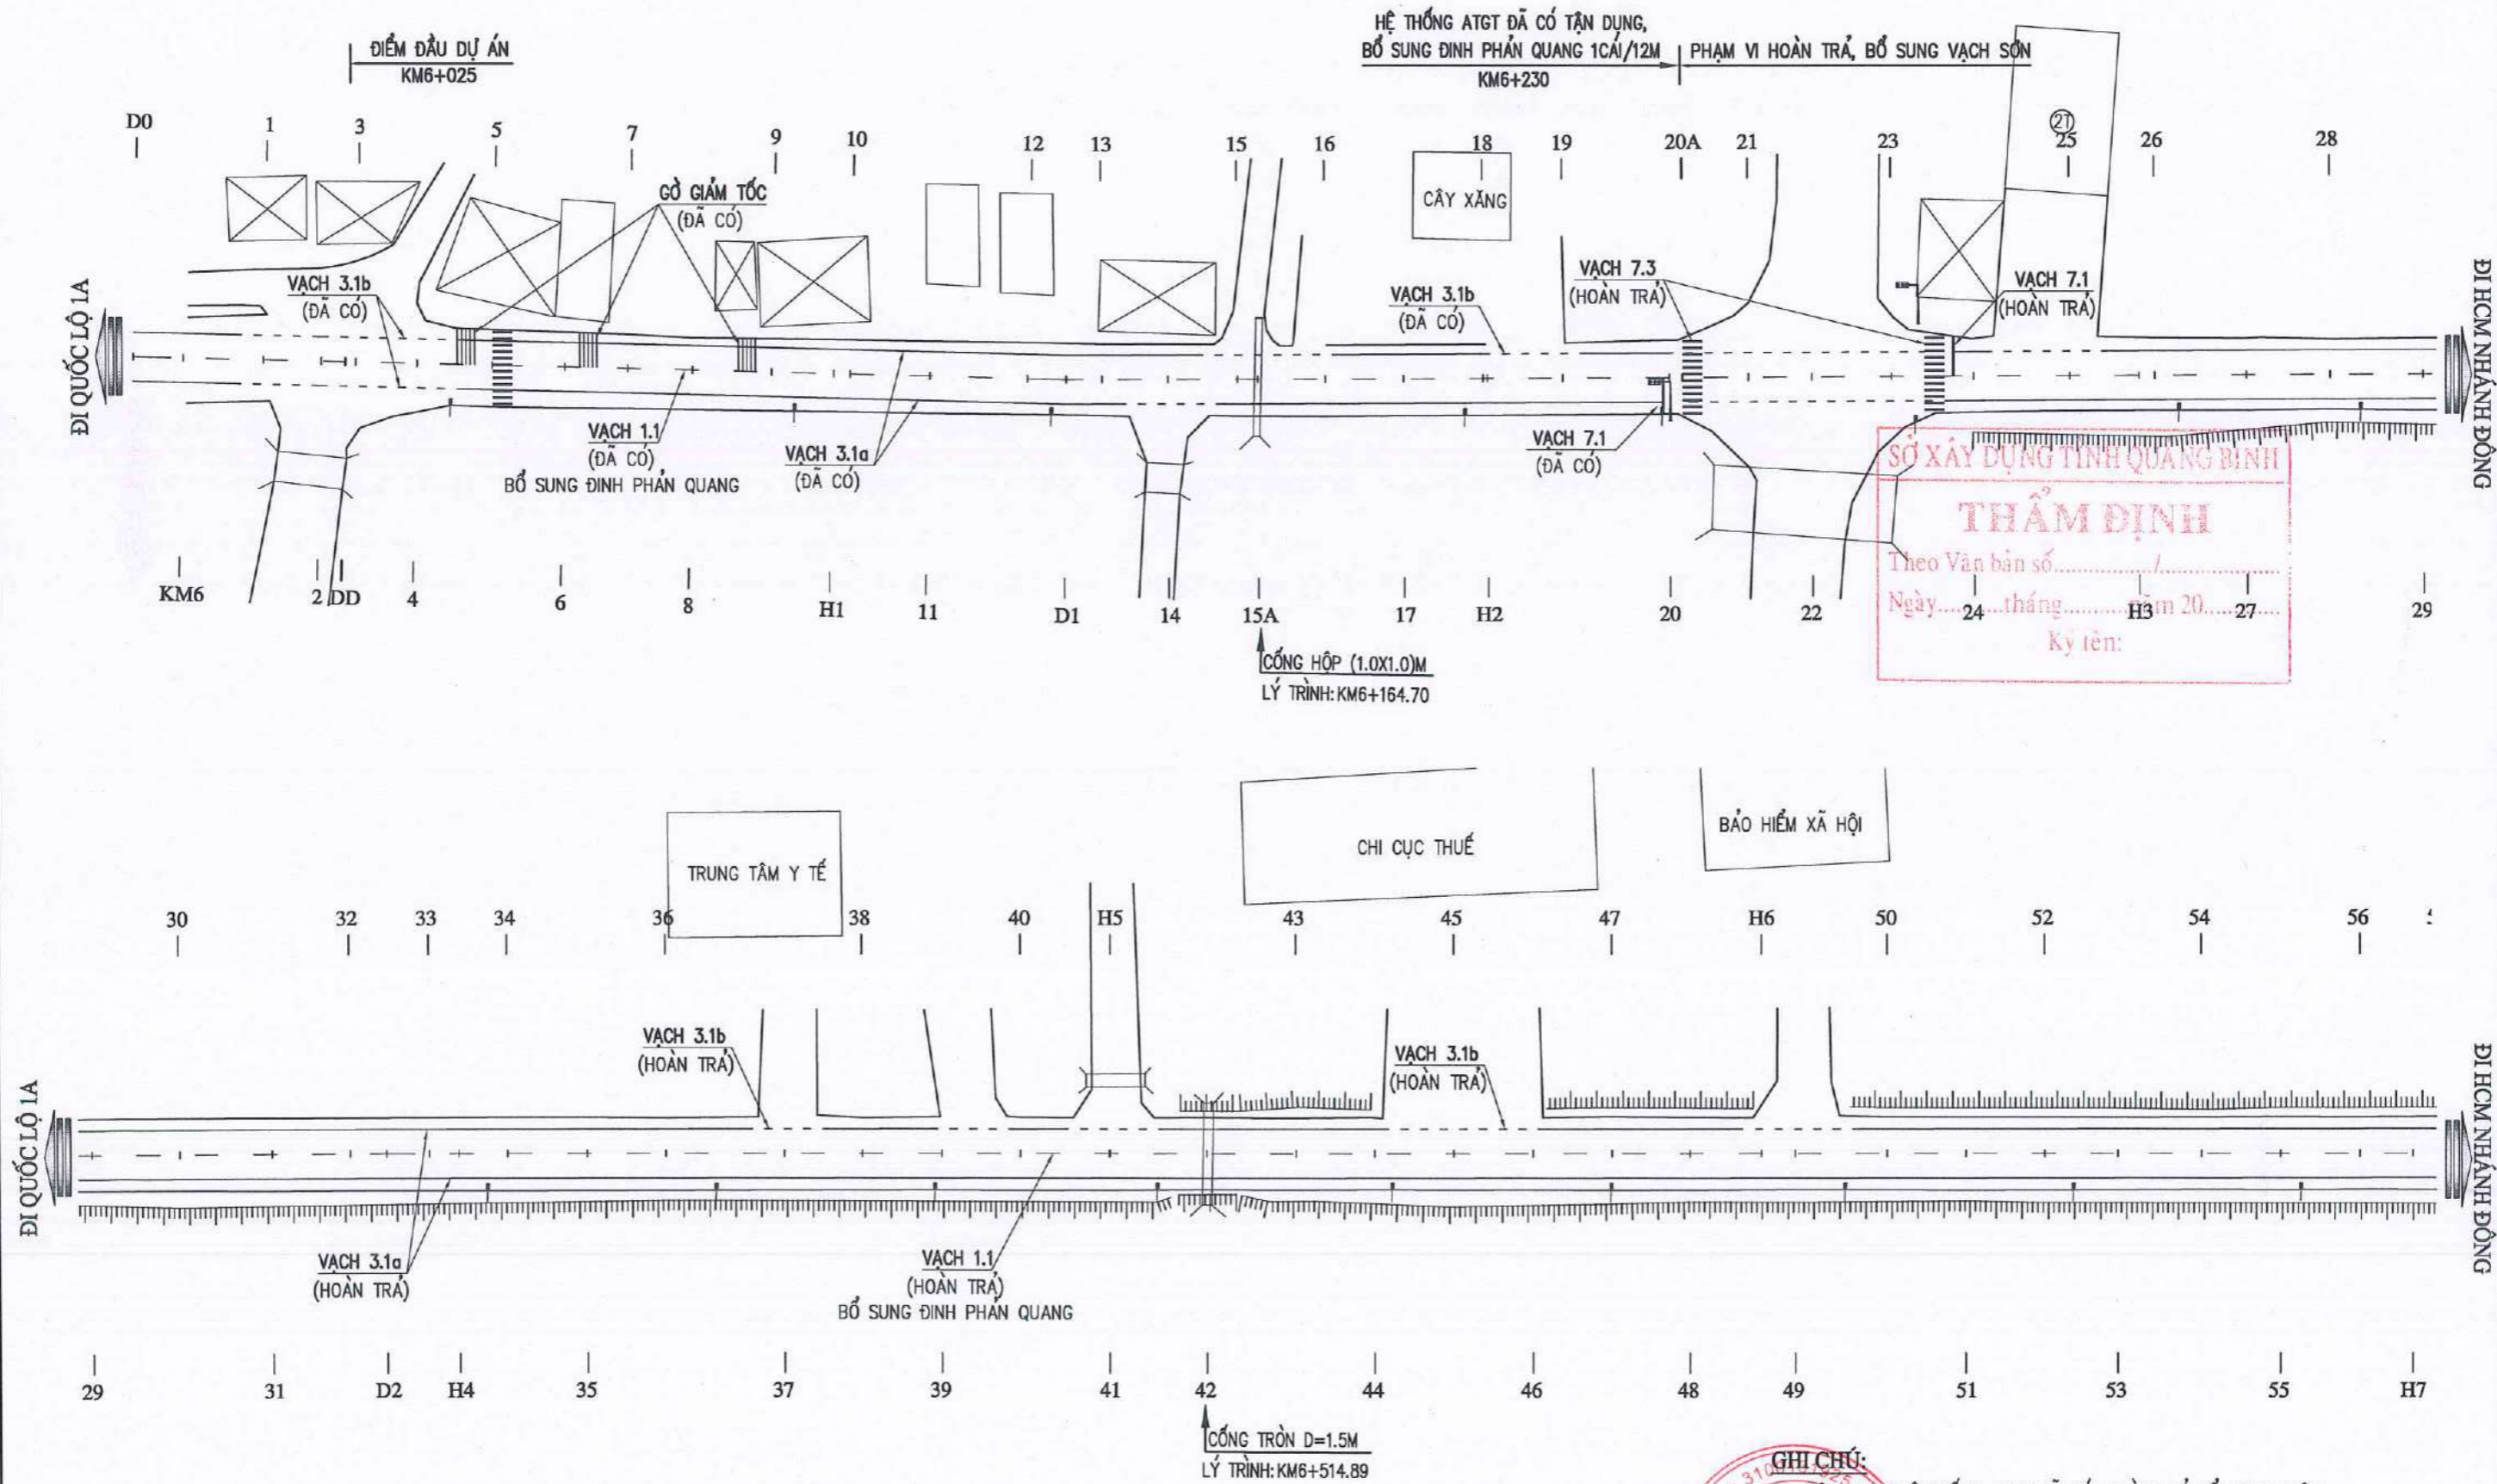 ĐIỂM ĐẦU DỰ ÁN
KM6+025
HỆ THỐNG ATGT ĐÃ CÓ TẬN DỤNG,
BỔ SUNG ĐINH PHẢN QUANG 1CÁI/12M
KM6+230
PHẠM VI HOÀN TRẢ, BỔ SUNG VẠCH SƠN
D0 1 3 5 7 9 10 12 13 15 16 18 19 20A 21 23 25 26 28
2T
CÂY XĂNG
GỜ GIẢM TỐC
(ĐÃ CÓ)
VẠCH 3.1b
(ĐÃ CÓ)
VẠCH 3.1b
(ĐÃ CÓ)
VẠCH 7.3
(HOÀN TRẢ)
VẠCH 7.1
(HOÀN TRẢ)
ĐI QUỐC LỘ 1A
ĐI HCM NHÁNH ĐÔNG
VẠCH 1.1
(ĐÃ CÓ)
BỔ SUNG ĐINH PHẢN QUANG
VẠCH 3.1a
(ĐÃ CÓ)
VẠCH 7.1
(ĐÃ CÓ)
SỞ XÂY DỰNG TỈNH QUẢNG BÌNH
THẨM ĐỊNH
Theo Văn bản số............../..................
Ngày.........tháng..........năm 20............
Ký tên:
KM6 2 DD 4 6 8 H1 11 D1 14 15A 17 H2 20 22 24 H3 27 29
CỐNG HỘP (1.0X1.0)M
LÝ TRÌNH:KM6+164.70
TRUNG TÂM Y TẾ
CHI CỤC THUẾ
BẢO HIỂM XÃ HỘI
30 32 33 34 36 38 40 H5 43 45 47 H6 50 52 54 56
VẠCH 3.1b
(HOÀN TRẢ)
VẠCH 3.1b
(HOÀN TRẢ)
ĐI QUỐC LỘ 1A
ĐI HCM NHÁNH ĐÔNG
VẠCH 3.1a
(HOÀN TRẢ)
VẠCH 1.1
(HOÀN TRẢ)
BỔ SUNG ĐINH PHẢN QUANG
29 31 D2 H4 35 37 39 41 42 44 46 48 49 51 53 55 H7
CỐNG TRÒN D=1.5M
LÝ TRÌNH:KM6+514.89
GHI CHÚ: